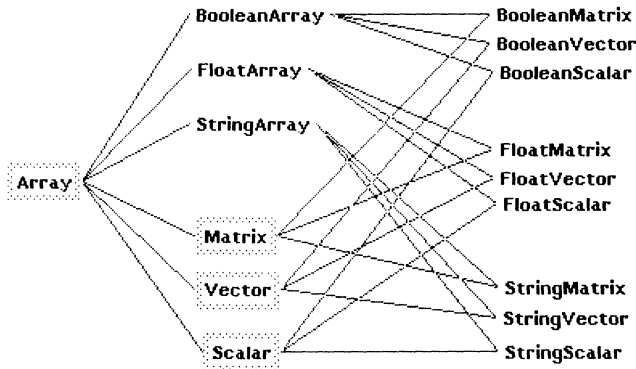 BooleanArray
FloatArray
StringArray
Array
Matrix
Vector
Scalar
BooleanMatrix
BooleanVector
BooleanScalar
FloatMatrix
FloatVector
FloatScalar
StringMatrix
StringVector
StringScalar